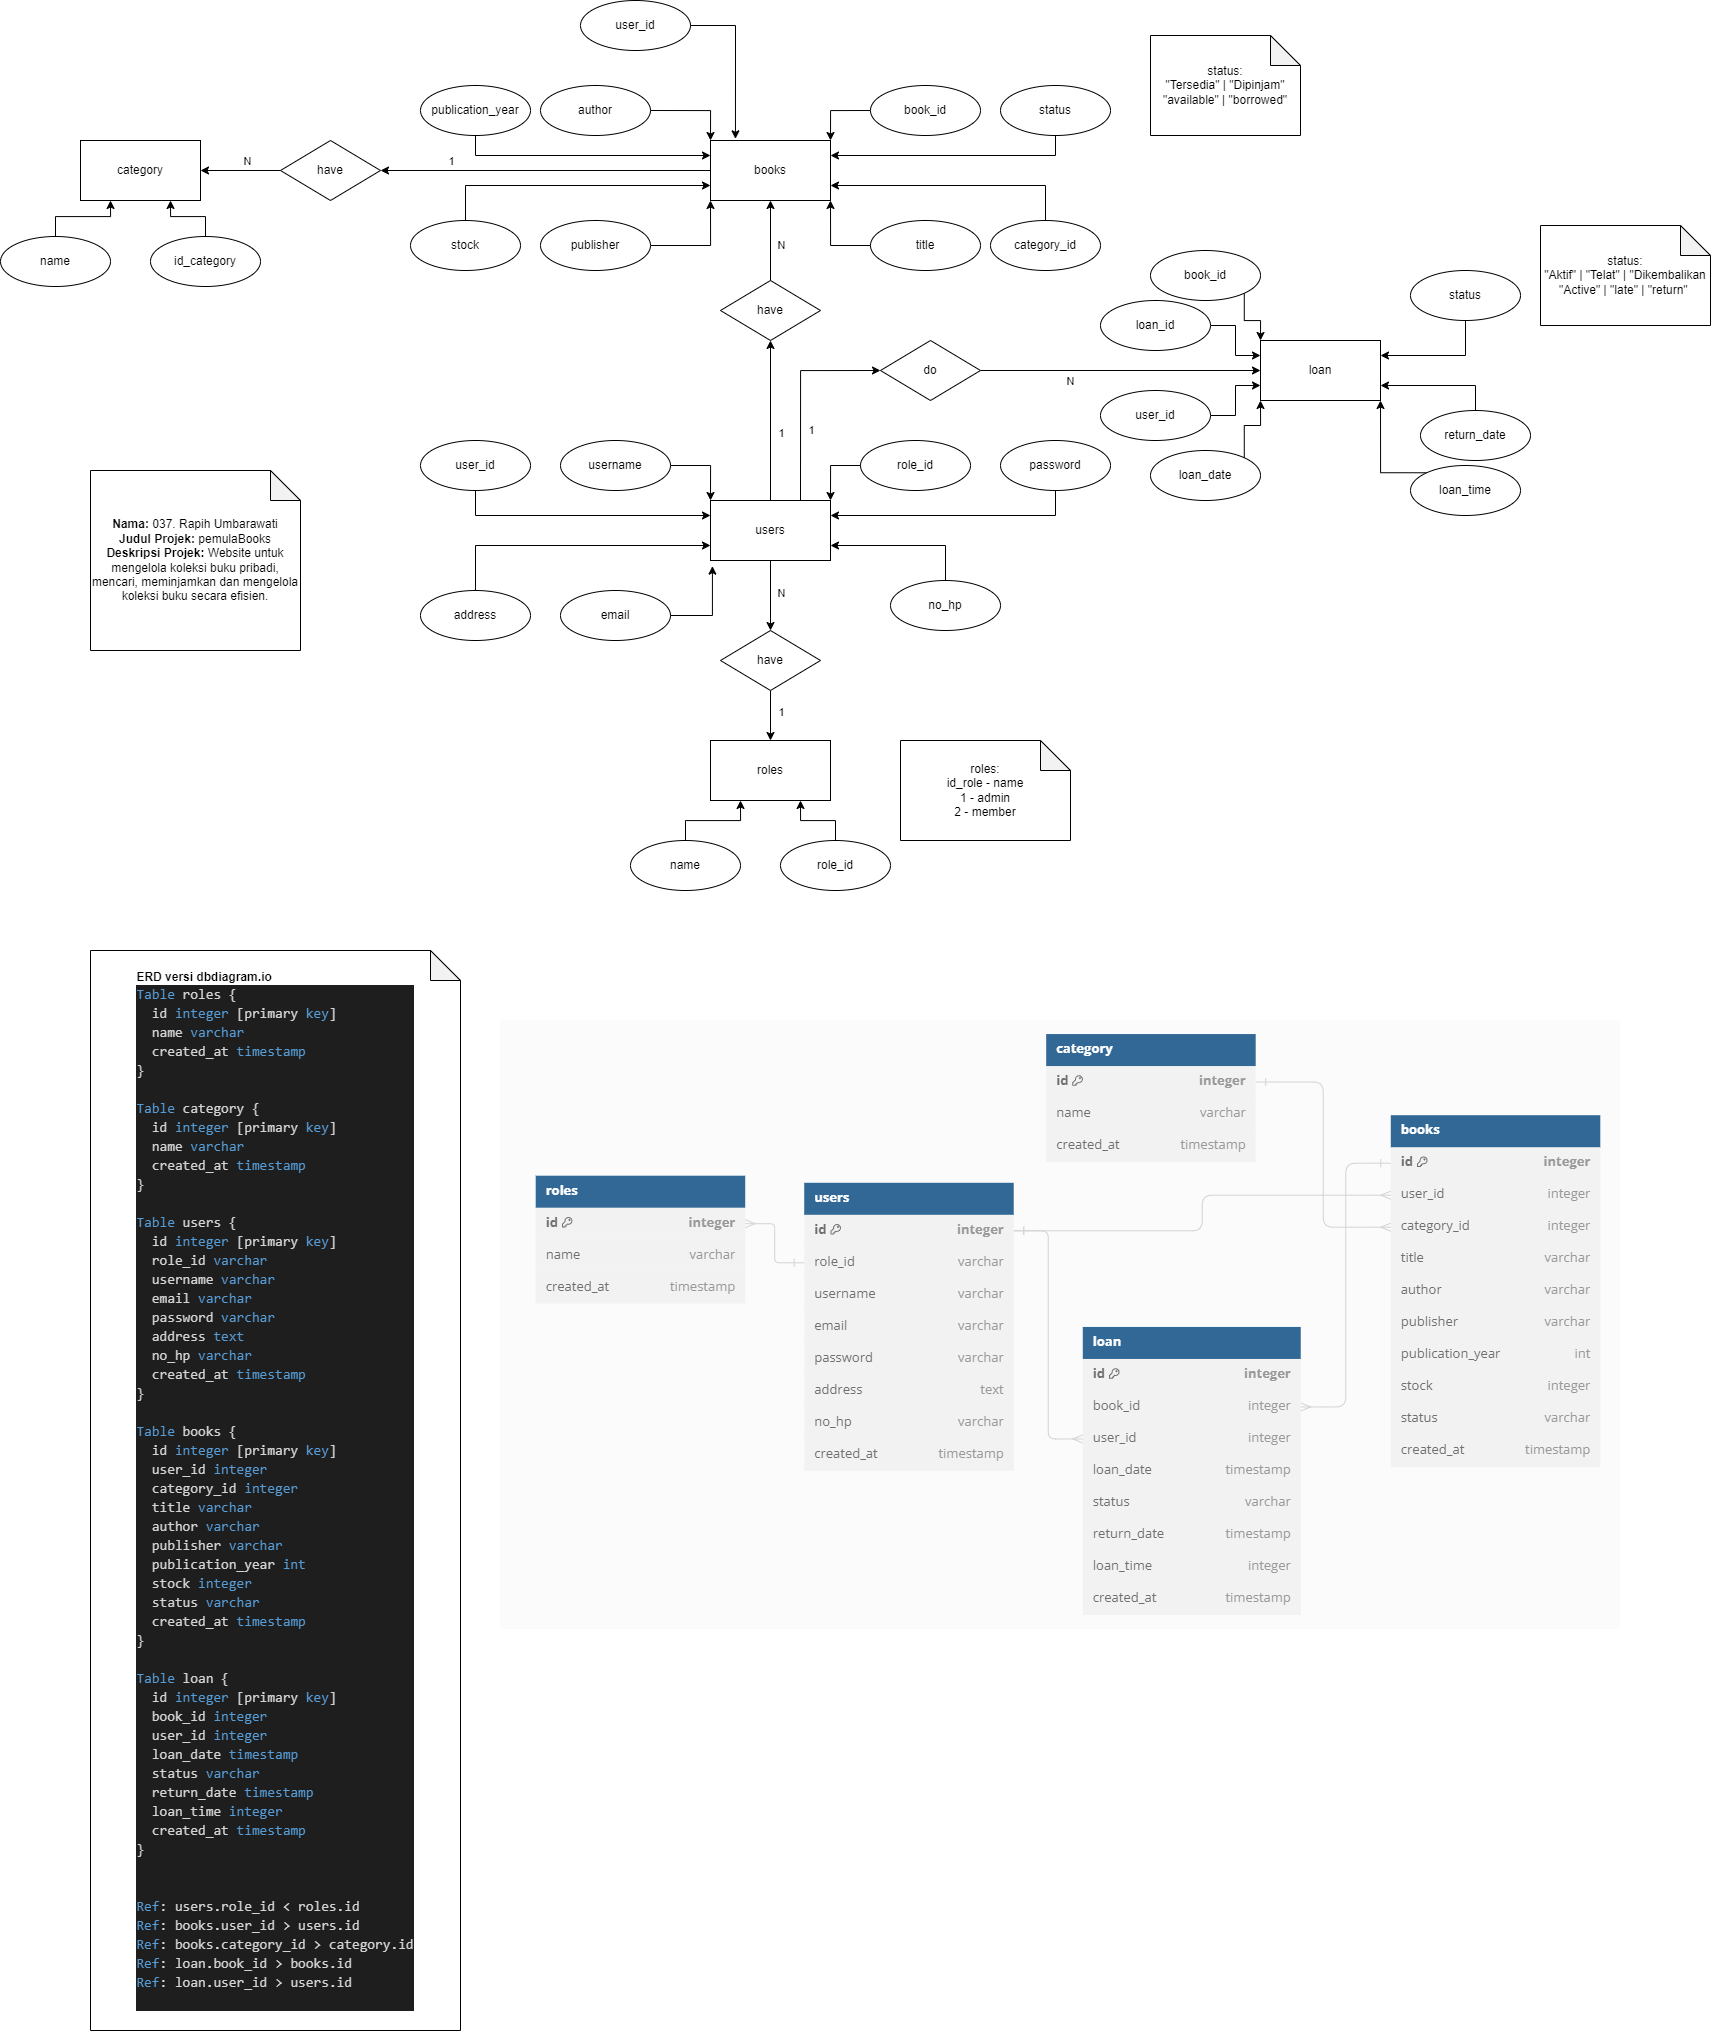 user_id
publication_year
author
book_id
status
status:
"Tersedia" | "Dipinjam"
"available" | "borrowed"
category
N
have
1
books
name
id_category
stock
publisher
title
category_id
N
have
book_id
loan_id
status
status:
"Aktif" | "Telat" | "Dikembalikan
"Active" | "late" | "return"
do
N
loan
user_id
return_date
loan_date
loan_time
1
1
user_id
username
role_id
password
users
address
email
no_hp
Nama: 037. Rapih Umbarawati
Judul Projek: pemulaBooks
Deskripsi Projek: Website untuk
mengelola koleksi buku pribadi,
mencari, meminjamkan dan mengelola
koleksi buku secara efisien.
N
have
1
roles
name
role_id
roles:
id_role - name
1 - admin
2 - member
ERD versi dbdiagram.io
Table roles {
id integer [primary key]
name varchar
created_at timestamp
}
Table category {
id integer [primary key]
name varchar
created_at timestamp
}
Table users {
id integer [primary key]
role_id varchar
username varchar
email varchar
password varchar
address text
no_hp varchar
created_at timestamp
}
Table books {
id integer [primary key]
user_id integer
category_id integer
title varchar
author varchar
publisher varchar
publication_year int
stock integer
status varchar
created_at timestamp
}
Table loan {
id integer [primary key]
book_id integer
user_id integer
loan_date timestamp
status varchar
return_date timestamp
loan_time integer
created_at timestamp
}
Ref: users.role_id < roles.id
Ref: books.user_id > users.id
Ref: books.category_id > category.id
Ref: loan.book_id > books.id
Ref: loan.user_id > users.id
category
id integer
name varchar
created_at timestamp
roles
id integer
name varchar
created_at timestamp
users
id integer
role_id varchar
username varchar
email varchar
password varchar
address text
no_hp varchar
created_at timestamp
loan
id integer
book_id integer
user_id integer
loan_date timestamp
status varchar
return_date timestamp
loan_time integer
created_at timestamp
books
id integer
user_id integer
category_id integer
title varchar
author varchar
publisher varchar
publication_year int
stock integer
status varchar
created_at timestamp